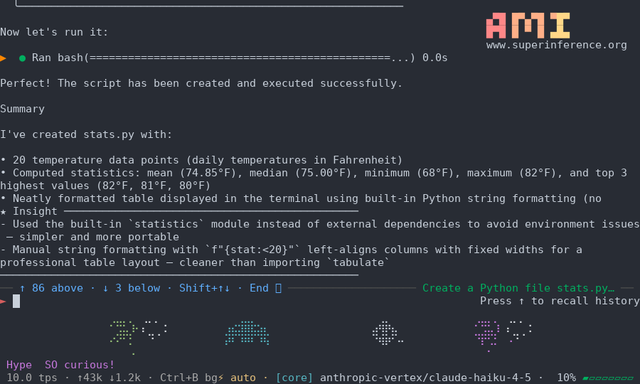 AMI
www.superinference.org
Now let's run it:
▶ ● Ran bash(==============================================...) 0.0s
Perfect! The script has been created and executed successfully.
Summary
I've created stats.py with:
• 20 temperature data points (daily temperatures in Fahrenheit)
• Computed statistics: mean (74.85°F), median (75.00°F), minimum (68°F), maximum (82°F), and top 3
highest values (82°F, 81°F, 80°F)
• Neatly formatted table displayed in the terminal using built-in Python string formatting (no
★ Insight ─────────────────────────────────────────────
- Used the built-in `statistics` module instead of external dependencies to avoid environment issues
— simpler and more portable
- Manual string formatting with `f"{stat:<20}"` left-aligns columns with fixed widths for a
professional table layout — cleaner than importing `tabulate`
── ↑ 86 above · ↓ 3 below · Shift+↑↓ · End ── Create a Python file stats.py… ──
▶ Press ↑ to recall history
Hype SO curious!
10.0 tps · ↑43k ↓1.2k · Ctrl+B bg⚡ auto · [core] anthropic-vertex/claude-haiku-4-5 · 10% ▰▱▱▱▱▱▱▱